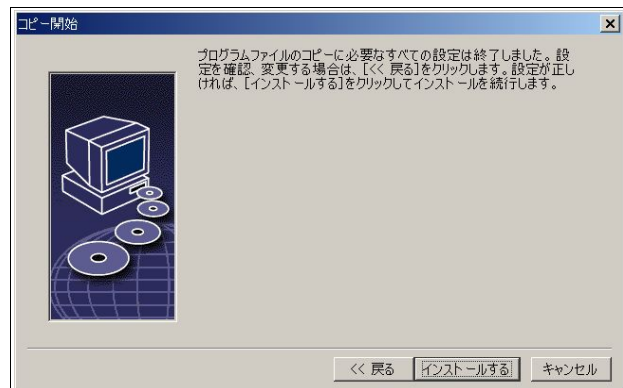 コピー開始
プログラムファイルのコピーに必要なすべての設定は終了しました。設
定を確認、変更する場合は、[<< 戻る]をクリックします。設定が正し
ければ、[インストールする]をクリックしてインストールを続行します。
<< 戻る
インストールする
キャンセル